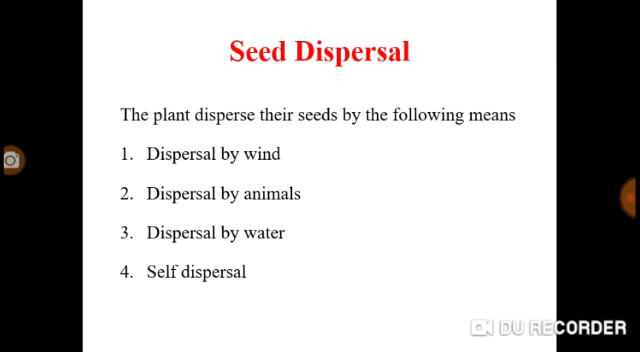 Seed Dispersal
The plant disperse their seeds by the following means
1. Dispersal by wind
2. Dispersal by animals
3. Dispersal by water
4. Self dispersal
DU RECORDER